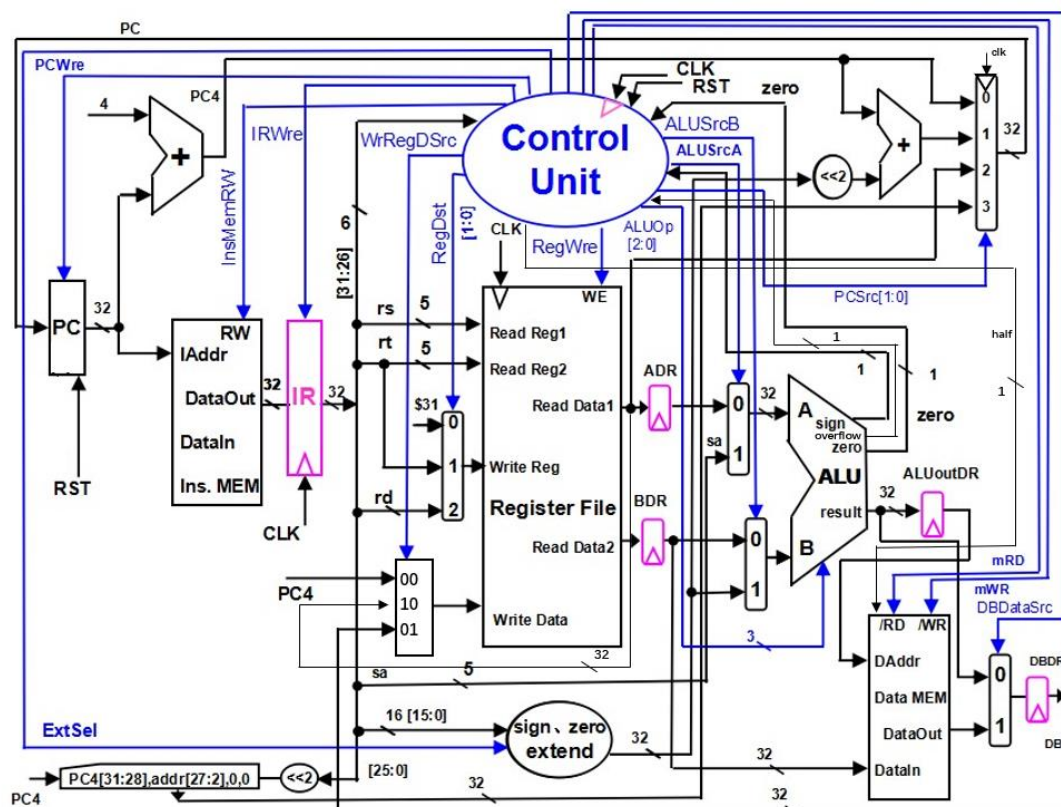 PC
clk
PCWre
CLK
RST
zero
4
PC4
IRWre
WrRegDSrc
ALUSrcB
ALUSrcA
0
1
2
3
32
+
Control
Unit
<<2
+
6
[31:26]
InsMemRW
RegDst
[1:0]
CLK
RegWre
ALUOp
[2:0]
PCSrc[1:0]
WE
PC
32
RW
IAddr
DataOut
DataIn
Ins. MEM
32
IR
32
rs
5
Read Reg1
rt
5
Read Reg2
$31
0
1
2
Write Reg
rd
Read Data1
Register File
Read Data2
Write Data
ADR
BDR
0
1
32
sa
A
sign
overflow
zero
ALU
result
B
0
1
1
1
1
zero
half
1
32
ALUoutDR
RST
CLK
PC4
00
10
01
32
3
mRD
mWR
DBDataSrc
/RD
/WR
DAddr
Data MEM
DataOut
DataIn
0
1
DBDR
DB
sa
5
ExtSel
16 [15:0]
sign、zero
extend
32
PC4[31:28],addr[27:2],0,0
<<2
[25:0]
PC4
32
32
32